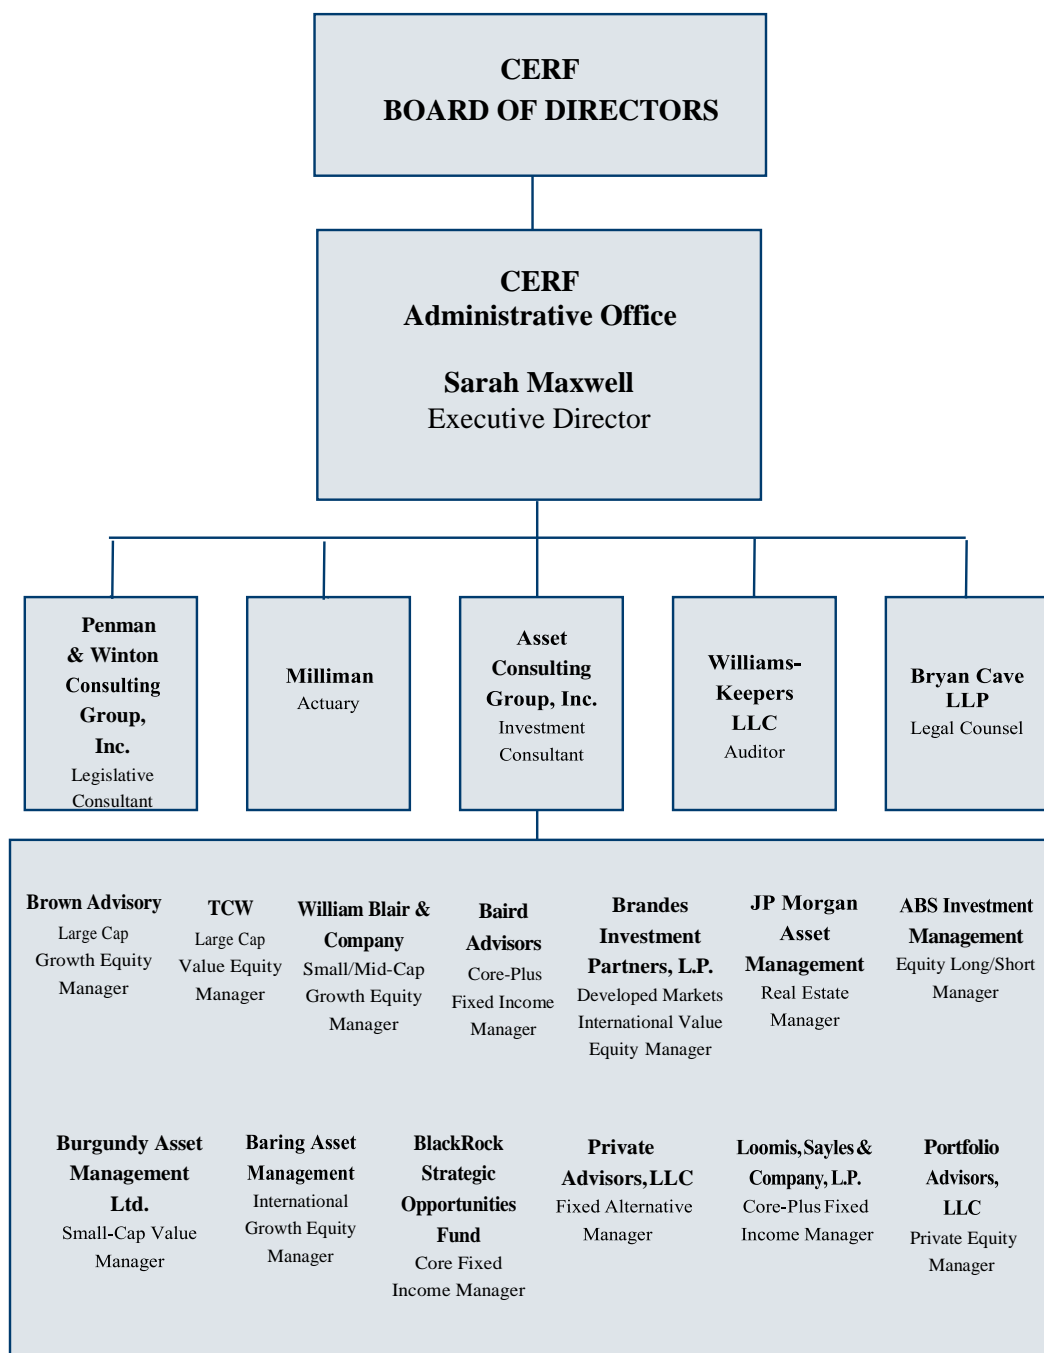 CERF
BOARD OF DIRECTORS
CERF
Administrative Office
Sarah Maxwell
Executive Director
Penman
& Winton
Consulting
Group,
Inc.
Legislative
Consultant
Milliman
Actuary
Asset
Consulting
Group, Inc.
Investment
Consultant
Williams-
Keepers
LLC
Auditor
Bryan Cave
LLP
Legal Counsel
Brown Advisory
Large Cap
Growth Equity
Manager
TCW
Large Cap
Value Equity
Manager
William Blair &
Company
Small/Mid-Cap
Growth Equity
Manager
Baird
Advisors
Core-Plus
Fixed Income
Manager
Brandes
Investment
Partners, L.P.
Developed Markets
International Value
Equity Manager
JP Morgan
Asset
Management
Real Estate
Manager
ABS Investment
Management
Equity Long/Short
Manager
Burgundy Asset
Management
Ltd.
Small-Cap Value
Manager
Baring Asset
Management
International
Growth Equity
Manager
BlackRock
Strategic
Opportunities
Fund
Core Fixed
Income Manager
Private
Advisors, LLC
Fixed Alternative
Manager
Loomis, Sayles &
Company, L.P.
Core-Plus Fixed
Income Manager
Portfolio
Advisors,
LLC
Private Equity
Manager